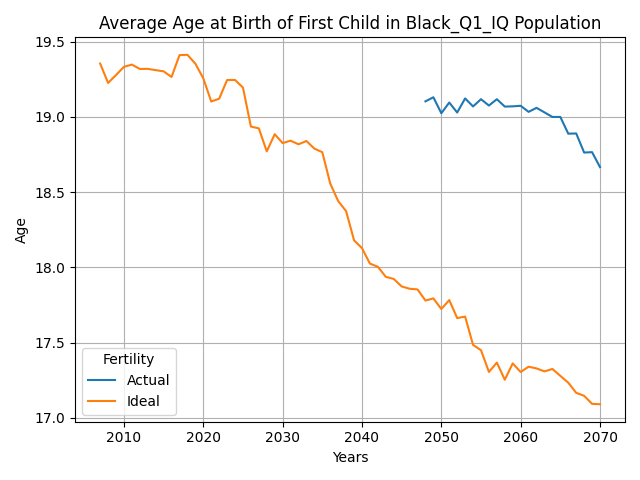 Average Age at Birth of First Child in Black_Q1_IQ Population
19.5
19.0
18.5
18.0
17.5
17.0
Age
Fertility
Actual
Ideal
2010 2020 2030 2040 2050 2060 2070
Years